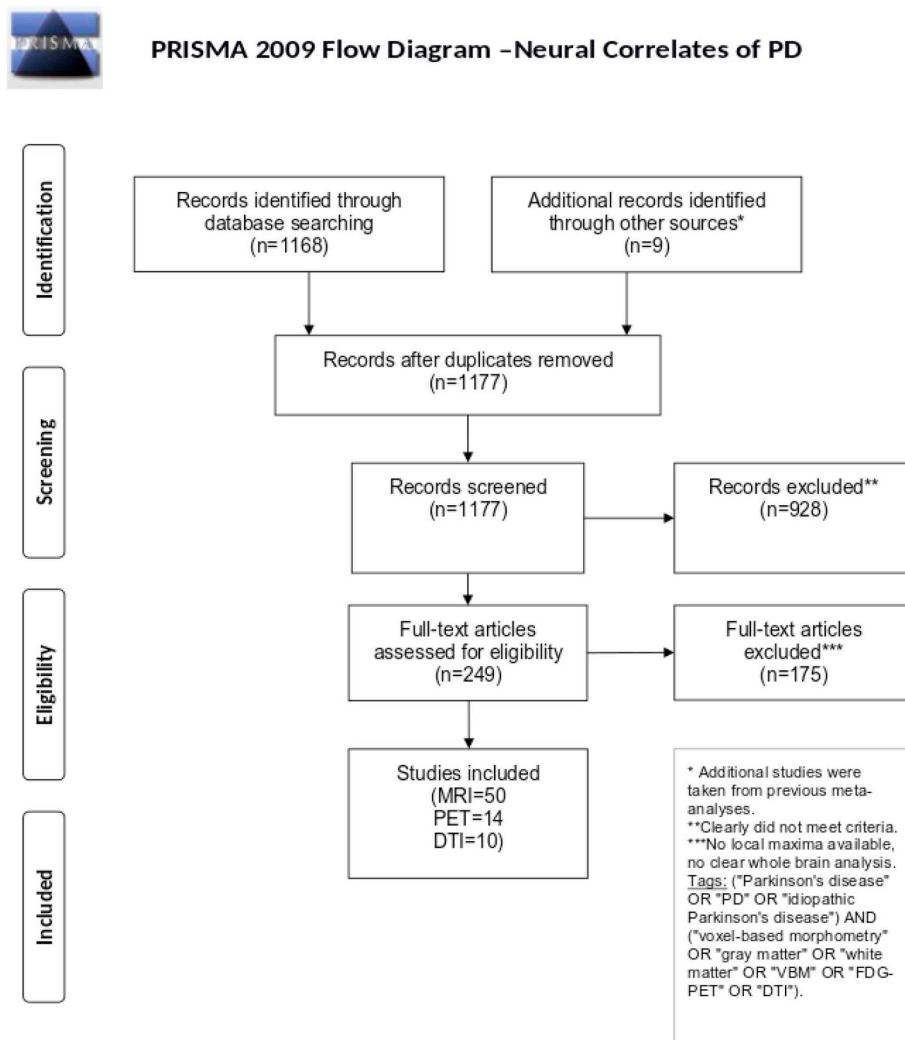 PRISMA
PRISMA 2009 Flow Diagram –Neural Correlates of PD
Identification
Records identified through
database searching
(n=1168)
Additional records identified
through other sources*
(n=9)
Records after duplicates removed
(n=1177)
Screening
Records screened
(n=1177)
Records excluded**
(n=928)
Eligibility
Full-text articles
assessed for eligibility
(n=249)
Full-text articles
excluded***
(n=175)
Included
Studies included
(MRI=50
PET=14
DTI=10)
* Additional studies were
taken from previous meta-
analyses.
**Clearly did not meet criteria.
***No local maxima available,
no clear whole brain analysis.
Tags: ("Parkinson's disease"
OR "PD" OR "idiopathic
Parkinson's disease") AND
("voxel-based morphometry"
OR "gray matter" OR "white
matter" OR "VBM" OR "FDG-
PET" OR "DTI").